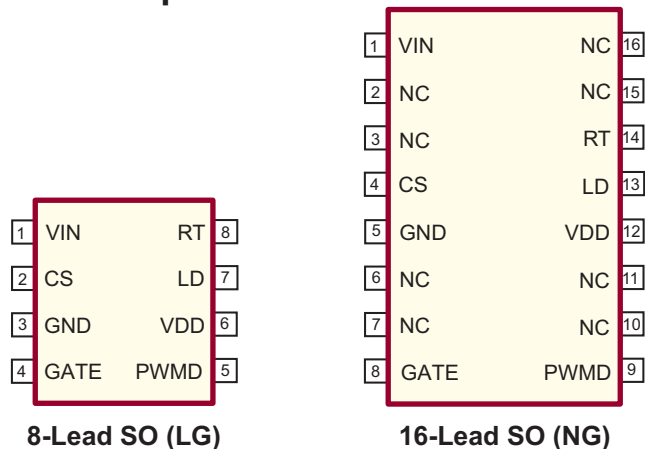 1 VIN NC 16
2 NC NC 15
3 NC RT 14
4 CS LD 13
5 GND VDD 12
6 NC NC 11
7 NC NC 10
8 GATE PWMD 9
1 VIN RT 8
2 CS LD 7
3 GND VDD 6
4 GATE PWMD 5
8-Lead SO (LG)
16-Lead SO (NG)